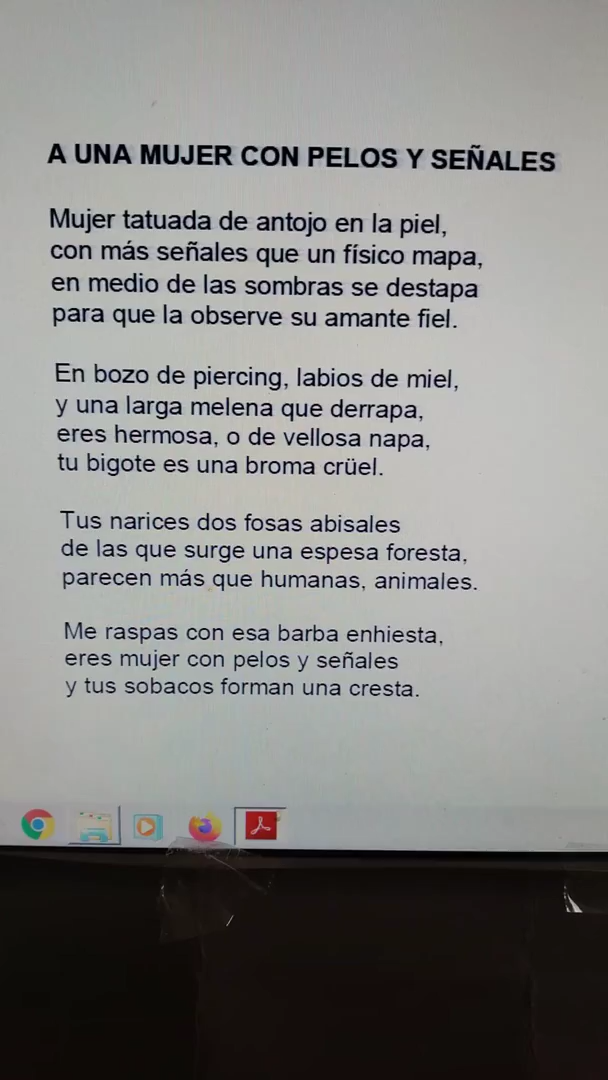 A UNA MUJER CON PELOS Y SEÑALES
Mujer tatuada de antojo en la piel,
con más señales que un físico mapa,
en medio de las sombras se destapa
para que la observe su amante fiel.
En bozo de piercing, labios de miel,
y una larga melena que derrapa,
eres hermosa, o de vellosa napa,
tu bigote es una broma crüel.
Tus narices dos fosas abisales
de las que surge una espesa foresta,
parecen más que humanas, animales.
Me raspas con esa barba enhiesta,
eres mujer con pelos y señales
y tus sobacos forman una cresta.